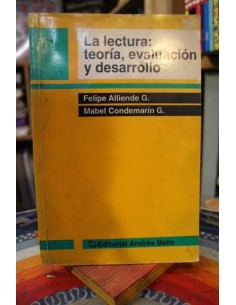 La lectura:
teoría, evaluación
y desarrollo
Felipe Alliende G.
Mabel Condemarín G.
Editorial Andrés Bello